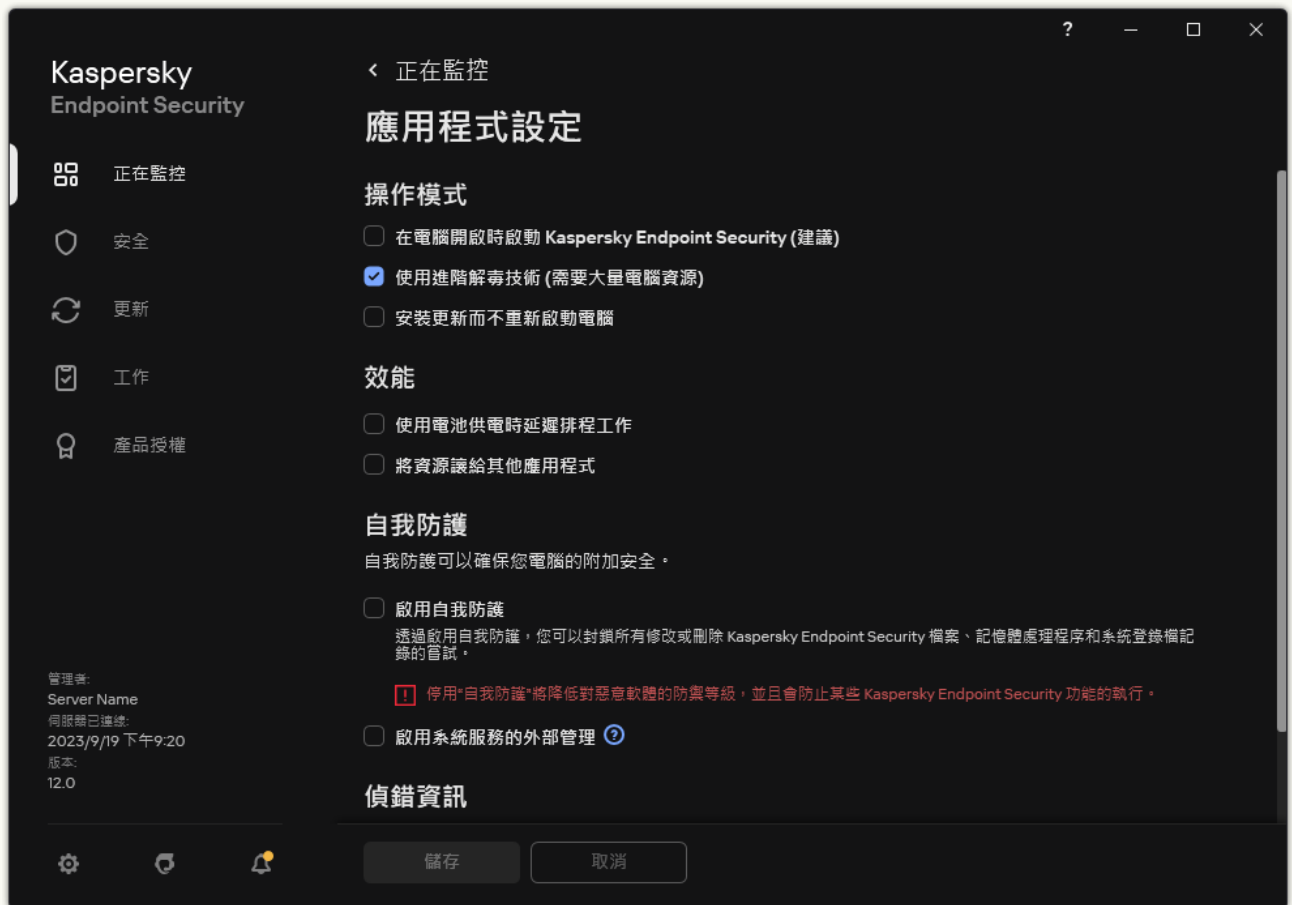 ?
Kaspersky
Endpoint Security
正在監控
安全
更新
工作
產品授權
管理者:
Server Name
伺服器已連線:
2023/9/19 下午9:20
版本:
12.0
正在監控
應用程式設定
操作模式
在電腦開啟時啟動 Kaspersky Endpoint Security (建議)
使用進階解毒技術 (需要大量電腦資源)
安裝更新而不重新啟動電腦
效能
使用電池供電時延遲排程工作
將資源讓給其他應用程式
自我防護
自我防護可以確保您電腦的附加安全。
啟用自我防護
透過啟用自我防護，您可以封鎖所有修改或刪除 Kaspersky Endpoint Security 檔案、記憶體處理程序和系統登錄檔記
錄的嘗試。
停用"自我防護"將降低對惡意軟體的防禦等級，並且會防止某些 Kaspersky Endpoint Security 功能的執行。
啟用系統服務的外部管理 ?
偵錯資訊
儲存
取消